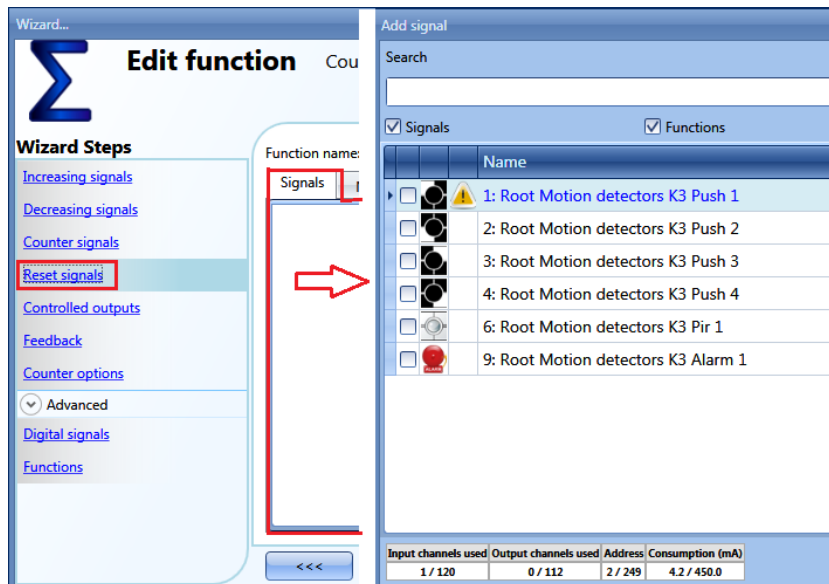 Wizard...
Edit function Cou
Wizard Steps
Increasing signals
Decreasing signals
Counter signals
Reset signals
Controlled outputs
Feedback
Counter options
Advanced
Digital signals
Functions
Function name:
Signals
<<<
Add signal
Search
Signals Functions
Name
1: Root Motion detectors K3 Push 1
2: Root Motion detectors K3 Push 2
3: Root Motion detectors K3 Push 3
4: Root Motion detectors K3 Push 4
6: Root Motion detectors K3 Pir 1
9: Root Motion detectors K3 Alarm 1
ALARM
Input channels used Output channels used Address Consumption (mA)
1 / 120 0 / 112 2 / 249 4.2 / 450.0